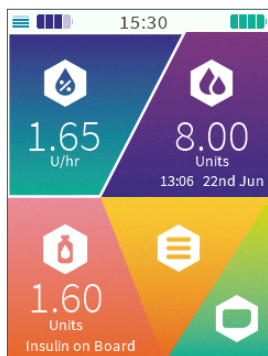 15:30
%
1.65
U/hr
8.00
Units
13:06 22nd Jun
1.60
Units
Insulin on Board